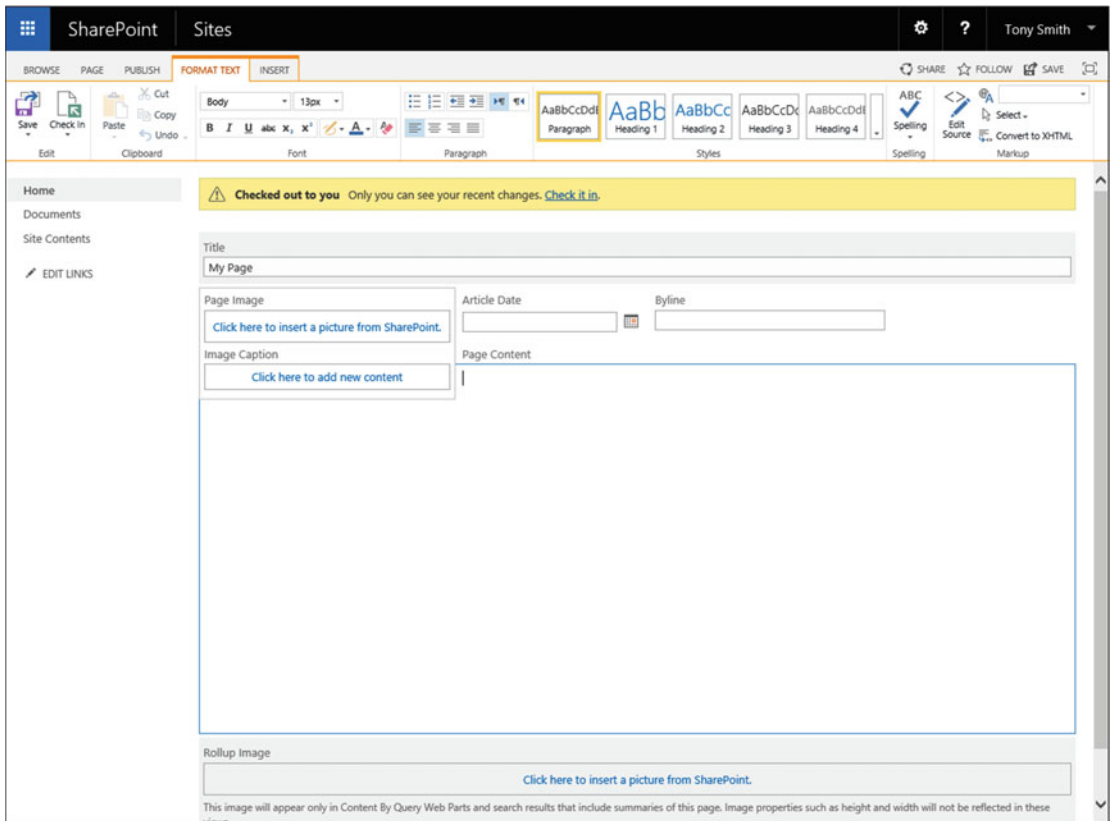 SharePoint Sites ? Tony Smith
BROWSE PAGE PUBLISH FORMAT TEXT INSERT SHARE FOLLOW SAVE
Save Check In Paste Cut Copy Undo
Body 13px
B I U abc x₂ x² A
AaBbCcDdE AaBb AaBbCc AaBbCcDc AaBbCcDdE
Paragraph Heading 1 Heading 2 Heading 3 Heading 4
ABC Spelling Edit Source Select Convert to XHTML
Edit Clipboard Font Paragraph Styles Spelling Markup
Home
Documents
Site Contents
EDIT LINKS
Checked out to you Only you can see your recent changes. Check it in.
Title
My Page
Page Image Article Date Byline
Click here to insert a picture from SharePoint.
Image Caption Page Content
Click here to add new content
Rollup Image
Click here to insert a picture from SharePoint.
This image will appear only in Content By Query Web Parts and search results that include summaries of this page. Image properties such as height and width will not be reflected in these